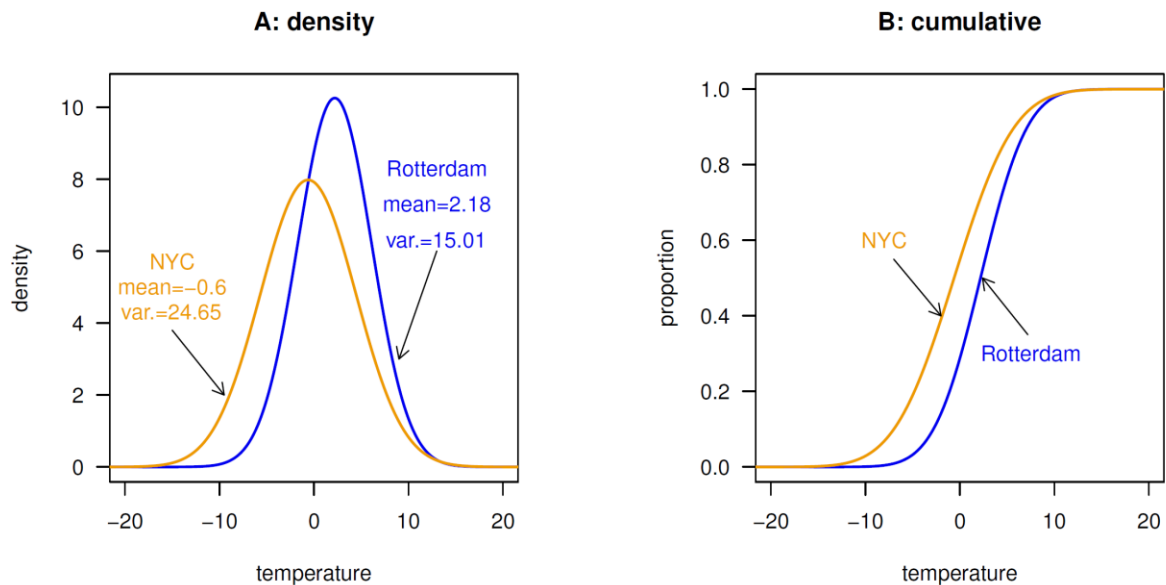 A: density
density
10
8
6
4
2
0
Rotterdam
mean=2.18
var.=15.01
NYC
mean=−0.6
var.=24.65
−20 −10 0 10 20
temperature
B: cumulative
proportion
1.0
0.8
0.6
0.4
0.2
0.0
NYC
Rotterdam
−20 −10 0 10 20
temperature